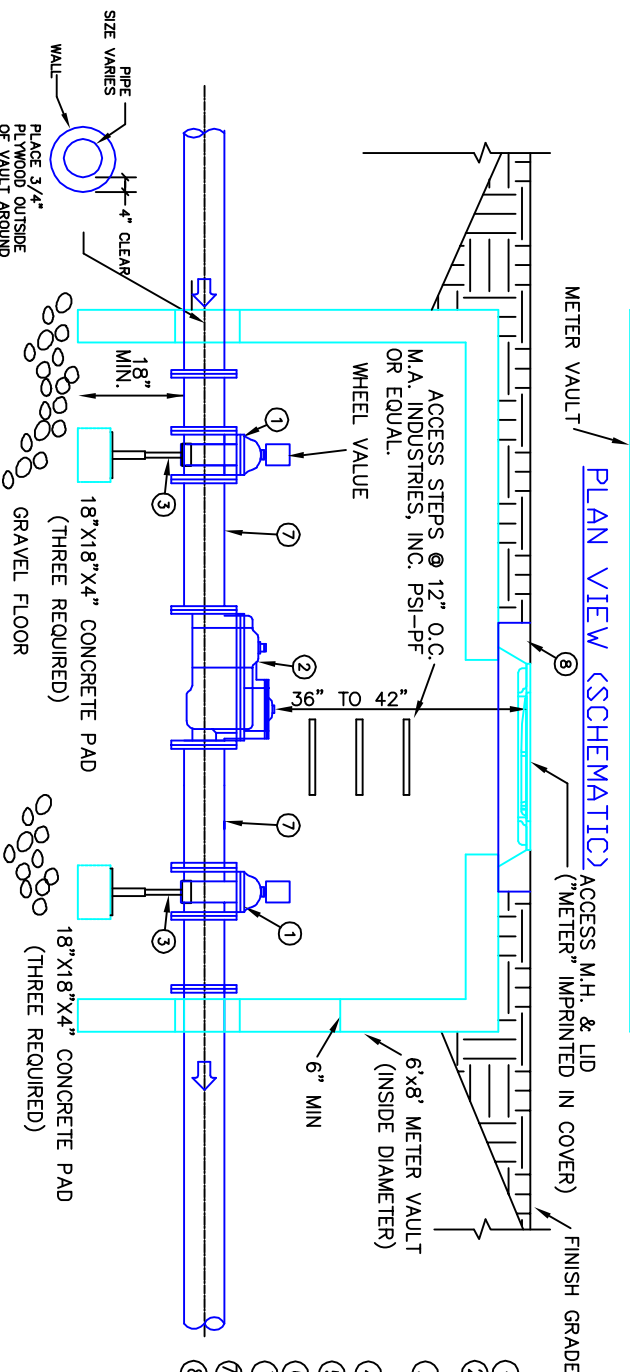 METER VAULT
PLAN VIEW (SCHEMATIC)
ACCESS M.H. & LID
("METER" IMPRINTED IN COVER)
FINISH GRADE
8
ACCESS STEPS @ 12" O.C.
M.A. INDUSTRIES, INC. PSI-PF
OR EQUAL.
WHEEL VALUE
36" TO 42"
6'x8' METER VAULT
(INSIDE DIAMETER)
6" MIN
1
7
2
7
1
3
3
18"
MIN.
18"X18"X4" CONCRETE PAD
(THREE REQUIRED)
GRAVEL FLOOR
18"X18"X4" CONCRETE PAD
(THREE REQUIRED)
PIPE
SIZE VARIES
WALL
4" CLEAR
PLACE 3/4"
PLYWOOD OUTSIDE
OF VAULT AROUND